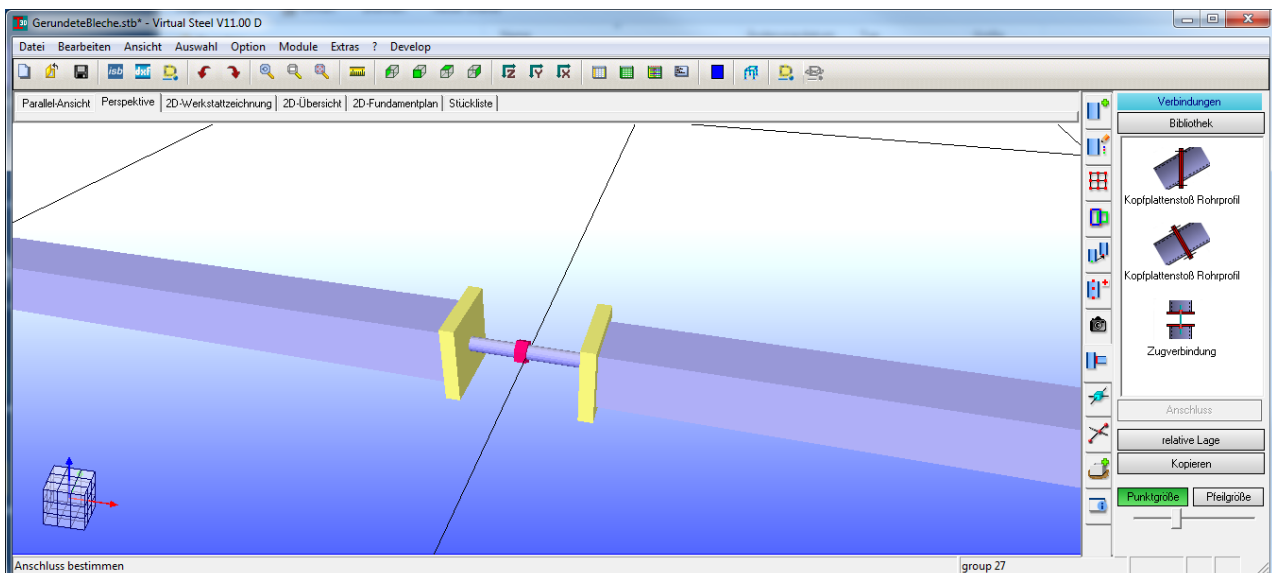 GerundeteBleche.stb* - Virtual Steel V11.00 D
Datei Bearbeiten Ansicht Auswahl Option Module Extras ? Develop
isb dxf
Parallel-Ansicht Perspektive 2D-Werkstattzeichnung 2D-Übersicht 2D-Fundamentplan Stückliste
Verbindungen
Bibliothek
Kopfplattenstoß Rohrprofil
Kopfplattenstoß Rohrprofil
Zugverbindung
Anschluss
relative Lage
Kopieren
Punktgröße Pfeilgröße
Anschluss bestimmen group 27